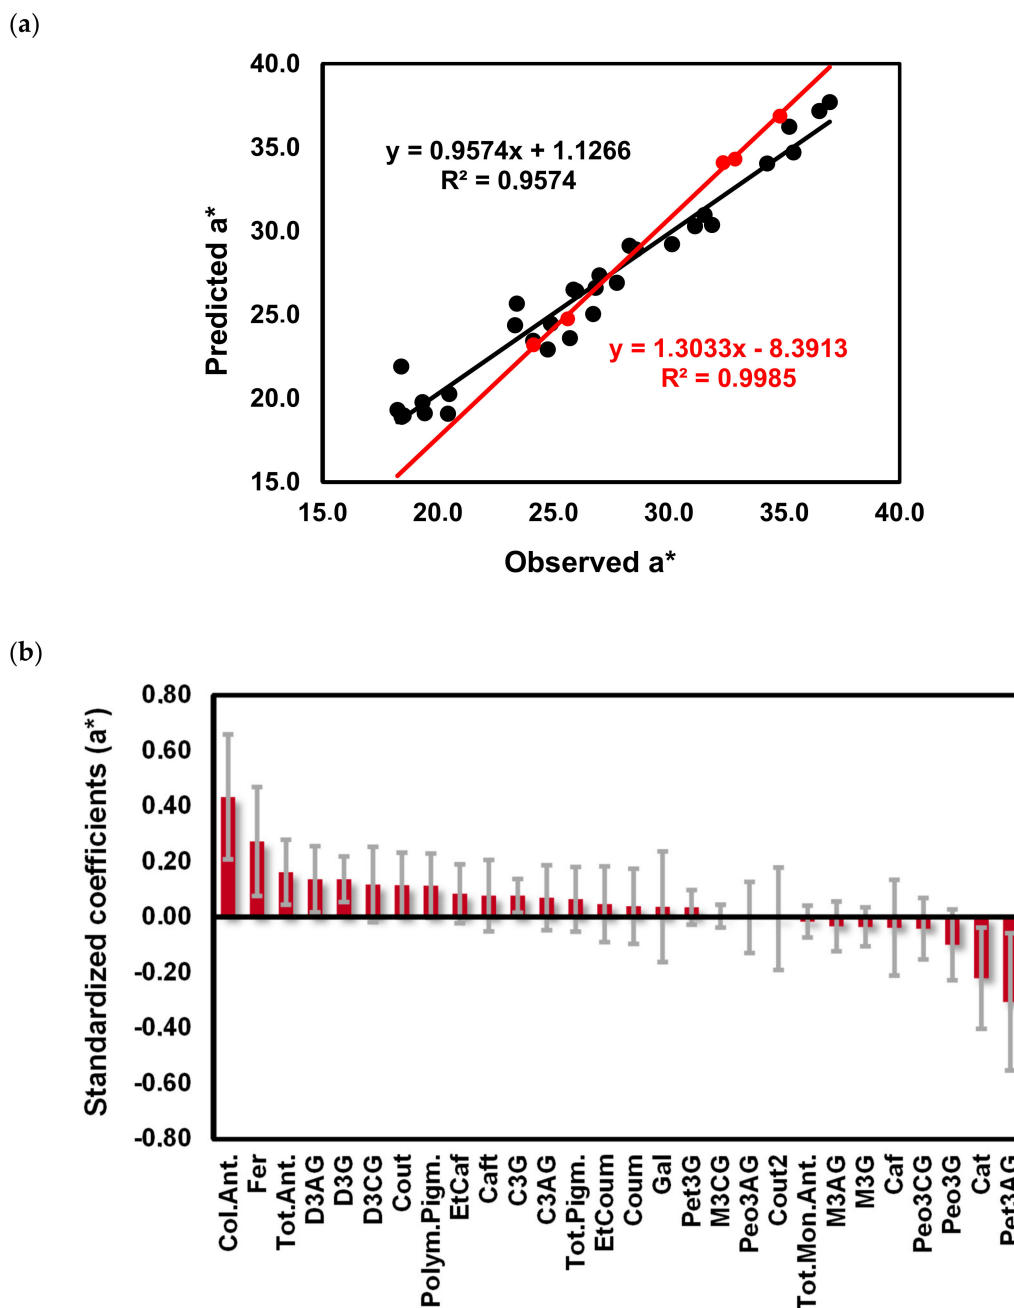 (a)
40.0
35.0
30.0
25.0
20.0
15.0
Predicted a*
y = 0.9574x + 1.1266
R² = 0.9574
y = 1.3033x - 8.3913
R² = 0.9985
15.0 20.0 25.0 30.0 35.0 40.0
Observed a*
(b)
0.80
0.60
0.40
0.20
0.00
-0.20
-0.40
-0.60
-0.80
Standardized coefficients (a*)
Col.Ant.
Fer
Tot.Ant.
D3AG
D3G
D3CG
Cout
Polym.Pigm.
EtCaf
Caft
C3G
C3AG
Tot.Pigm.
EtCoum
Coum
Gal
Pet3G
M3CG
Peo3AG
Cout2
Tot.Mon.Ant.
M3AG
M3G
Caf
Peo3CG
Peo3G
Cat
Pet3AG